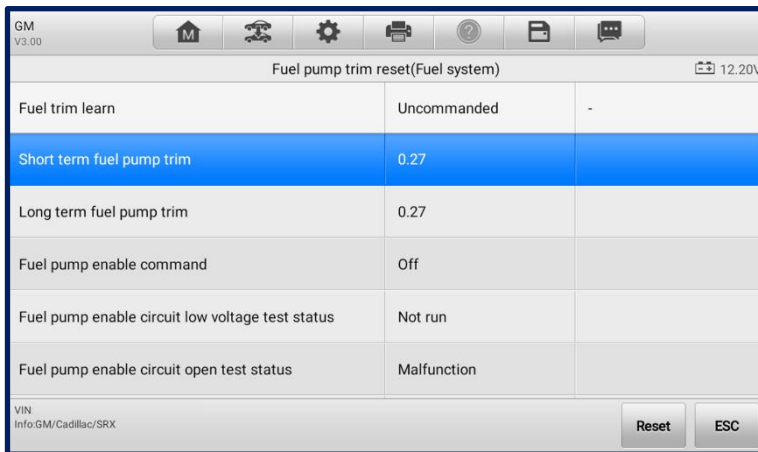 GM
V3.00
M
?
Fuel pump trim reset(Fuel system)
12.20V
Fuel trim learn Uncommanded -
Short term fuel pump trim 0.27
Long term fuel pump trim 0.27
Fuel pump enable command Off
Fuel pump enable circuit low voltage test status Not run
Fuel pump enable circuit open test status Malfunction
VIN
Info:GM/Cadillac/SRX
Reset ESC